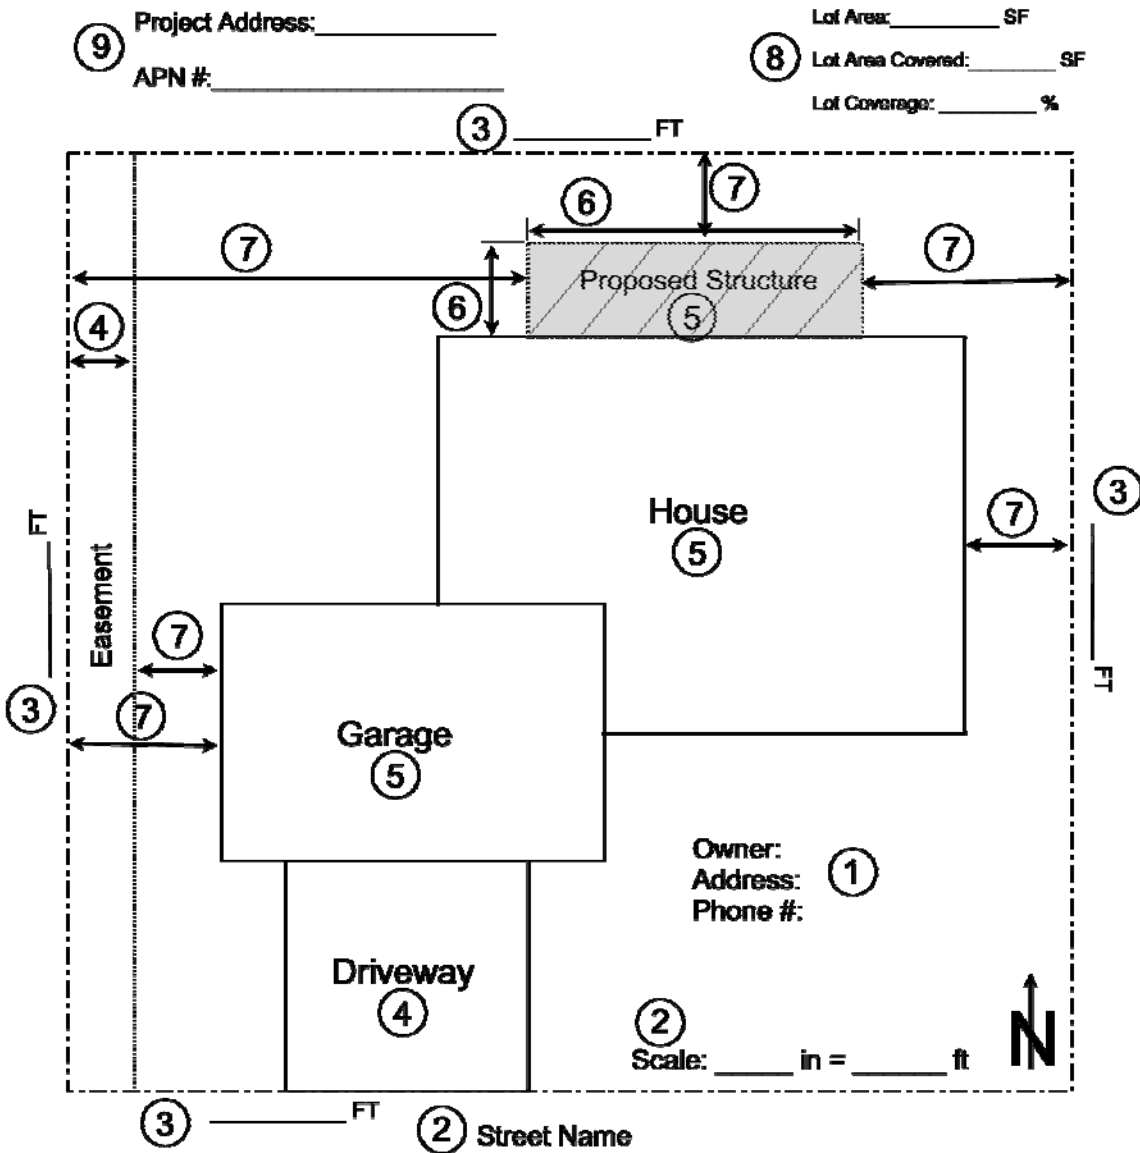 9 Project Address:
APN #:
Lot Area: SF
8 Lot Area Covered: SF
Lot Coverage: %
3 FT
6
7
7
7
6
Proposed Structure
5
4
House
5
7
3
FT
FT
3
Easement
7
7
Garage
5
Owner:
Address:
Phone #:
1
Driveway
4
2
Scale: in = ft
N
3 FT
2 Street Name